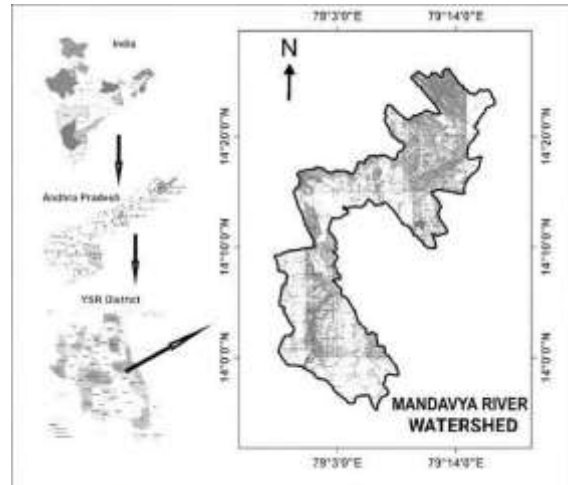 India
Andhra Pradesh
YSR District
N
79°3'0"E
79°14'0"E
14°20'0"N
14°10'0"N
14°0'0"N
14°20'0"N
14°10'0"N
14°0'0"N
MANDAVYA RIVER
WATERSHED
79°3'0"E
79°14'0"E